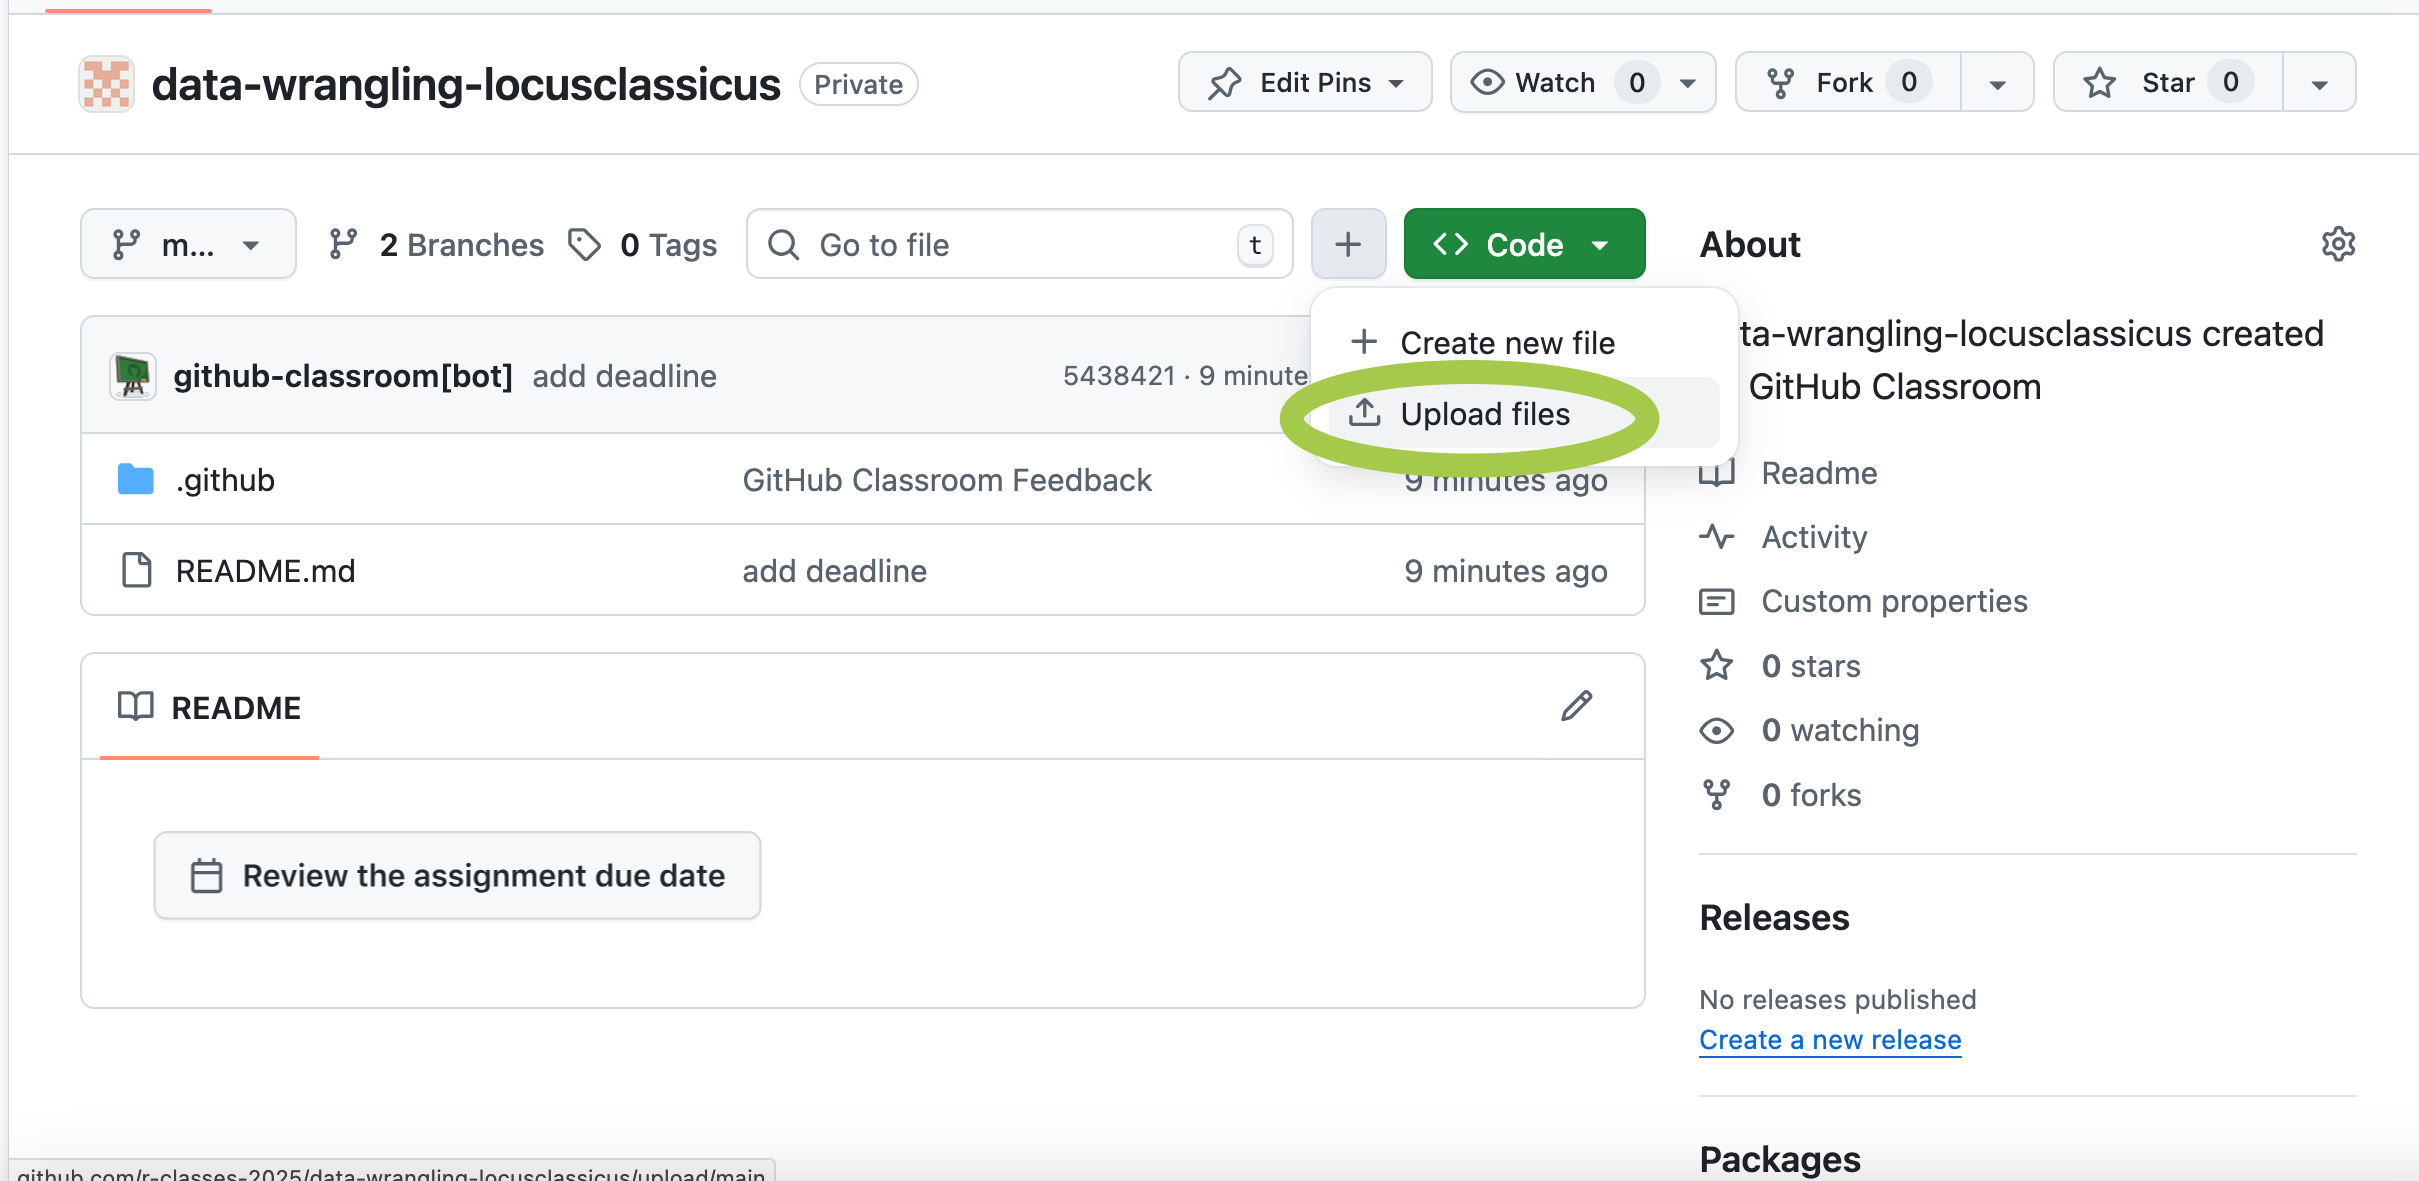 data-wrangling-locusclassicus Private
Edit Pins Watch 0 Fork 0 Star 0
m... 2 Branches 0 Tags Go to file t Code
Create new file
Upload files
github-classroom[bot] add deadline 5438421 · 9 minute
.github GitHub Classroom Feedback 9 minutes ago
README.md add deadline 9 minutes ago
README
Review the assignment due date
About
ta-wrangling-locusclassicus created
GitHub Classroom
Readme
Activity
Custom properties
0 stars
0 watching
0 forks
Releases
No releases published
Create a new release
Packages
github.com/r-classes-2025/data-wrangling-locusclassicus/upload/main